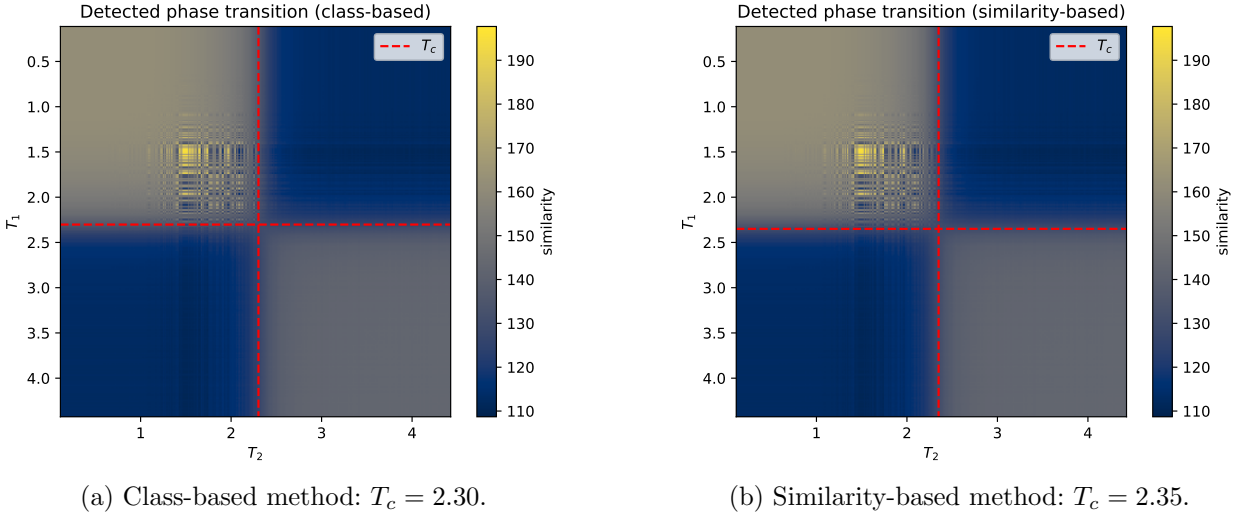 Detected phase transition (class-based)
T_c
0.5
1.0
1.5
2.0
2.5
3.0
3.5
4.0
T_1
1 2 3 4
T_2
190
180
170
160
150
140
130
120
110
similarity
Detected phase transition (similarity-based)
T_c
0.5
1.0
1.5
2.0
2.5
3.0
3.5
4.0
T_1
1 2 3 4
T_2
190
180
170
160
150
140
130
120
110
similarity
(a) Class-based method: T_c = 2.30.
(b) Similarity-based method: T_c = 2.35.